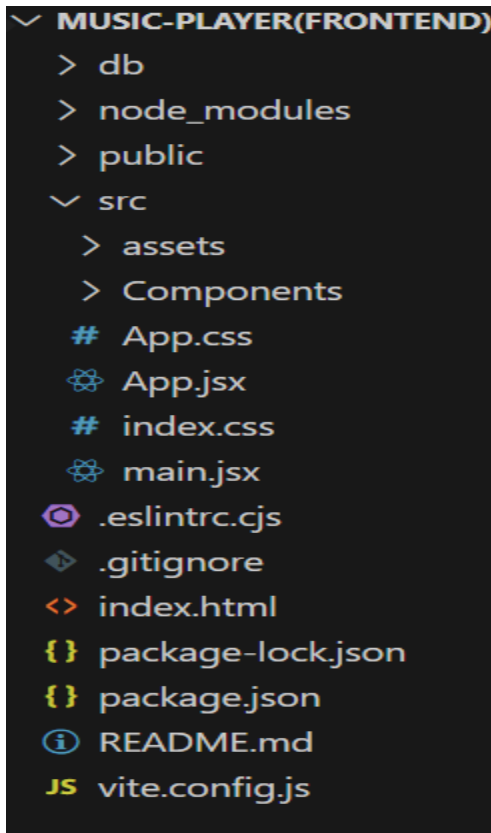 MUSIC-PLAYER(FRONTEND)
db
node_modules
public
src
assets
Components
# App.css
App.jsx
# index.css
main.jsx
.eslintrc.cjs
.gitignore
<> index.html
{} package-lock.json
{} package.json
README.md
JS vite.config.js